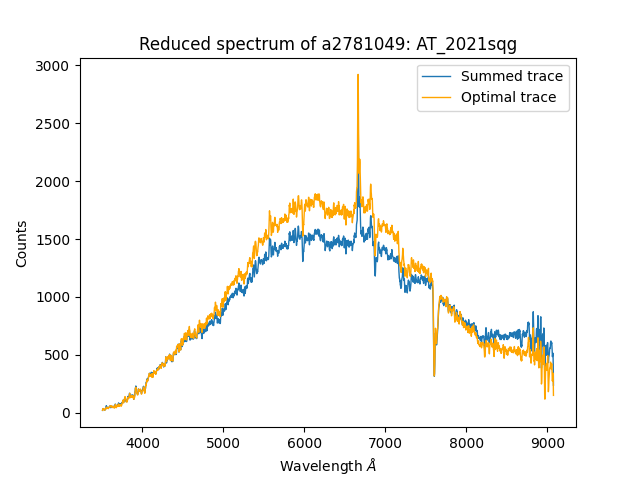 Reduced spectrum of a2781049: AT_2021sqg
Summed trace
Optimal trace
Counts
3000
2500
2000
1500
1000
500
0
4000 5000 6000 7000 8000 9000
Wavelength Å